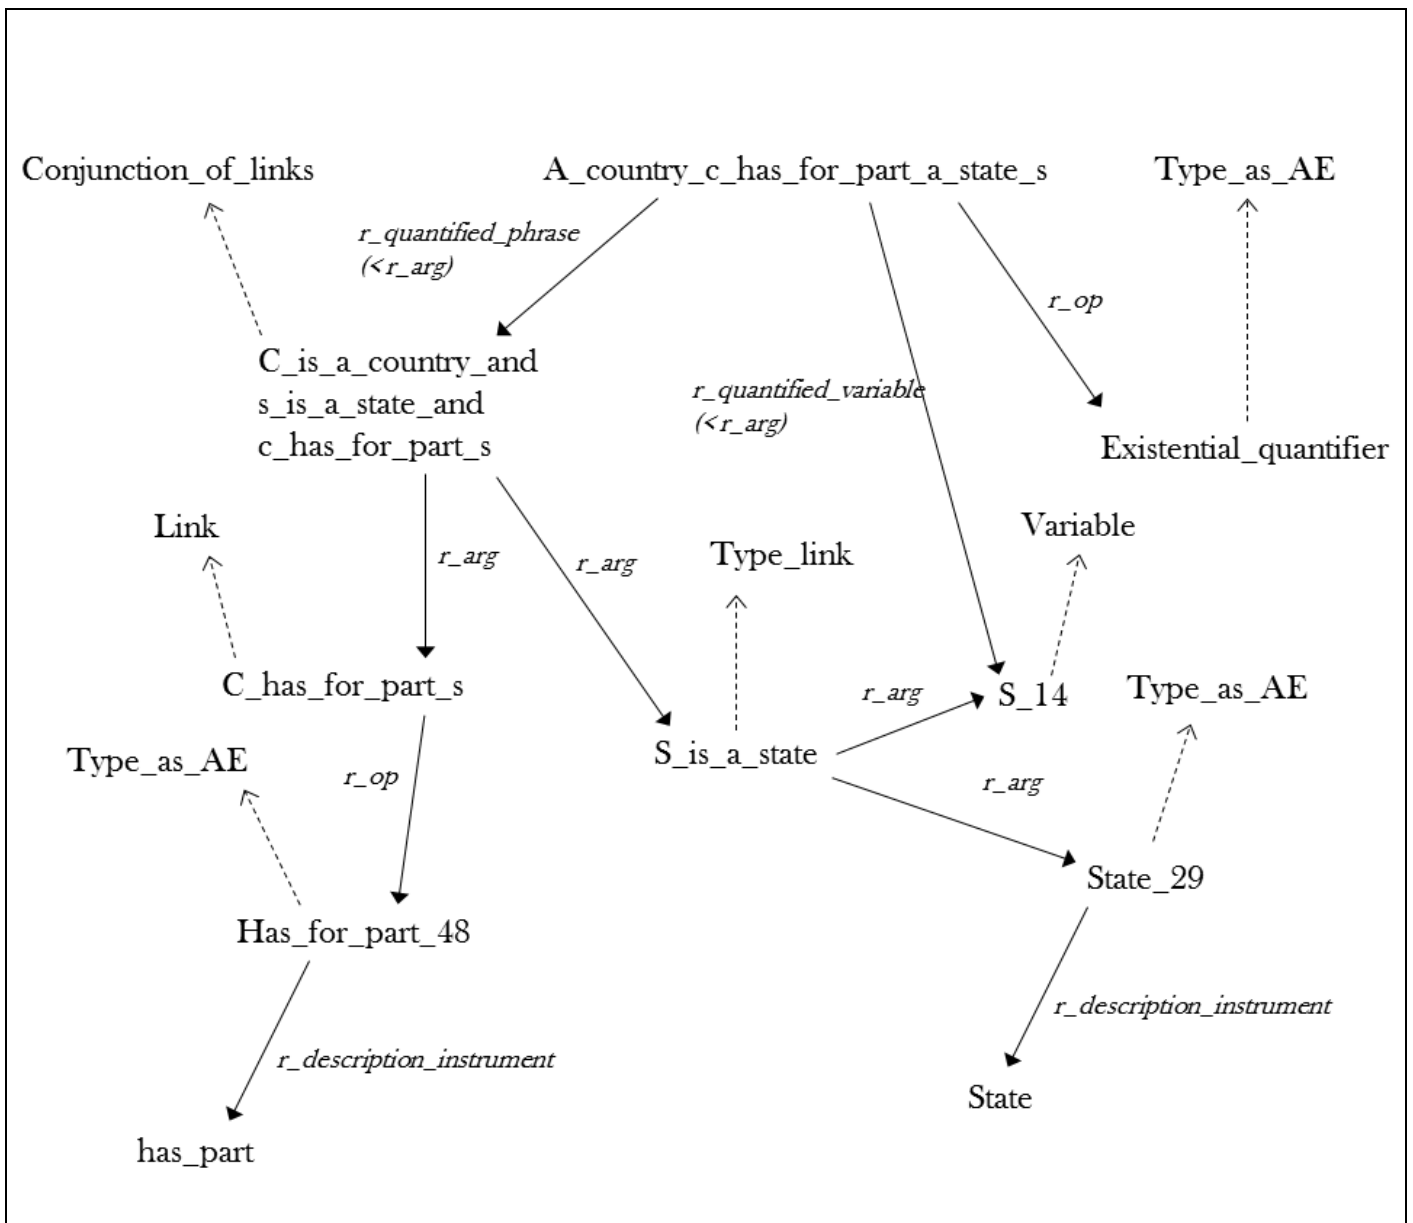 Conjunction_of_links
A_country_c_has_for_part_a_state_s
Type_as_AE
r_quantified_phrase
(<r_arg)
r_op
C_is_a_country_and
s_is_a_state_and
c_has_for_part_s
r_quantified_variable
(<r_arg)
Existential_quantifier
Link
r_arg
r_arg
Type_link
Variable
C_has_for_part_s
r_arg
S_14
Type_as_AE
Type_as_AE
r_op
S_is_a_state
r_arg
State_29
Has_for_part_48
r_description_instrument
r_description_instrument
State
has_part